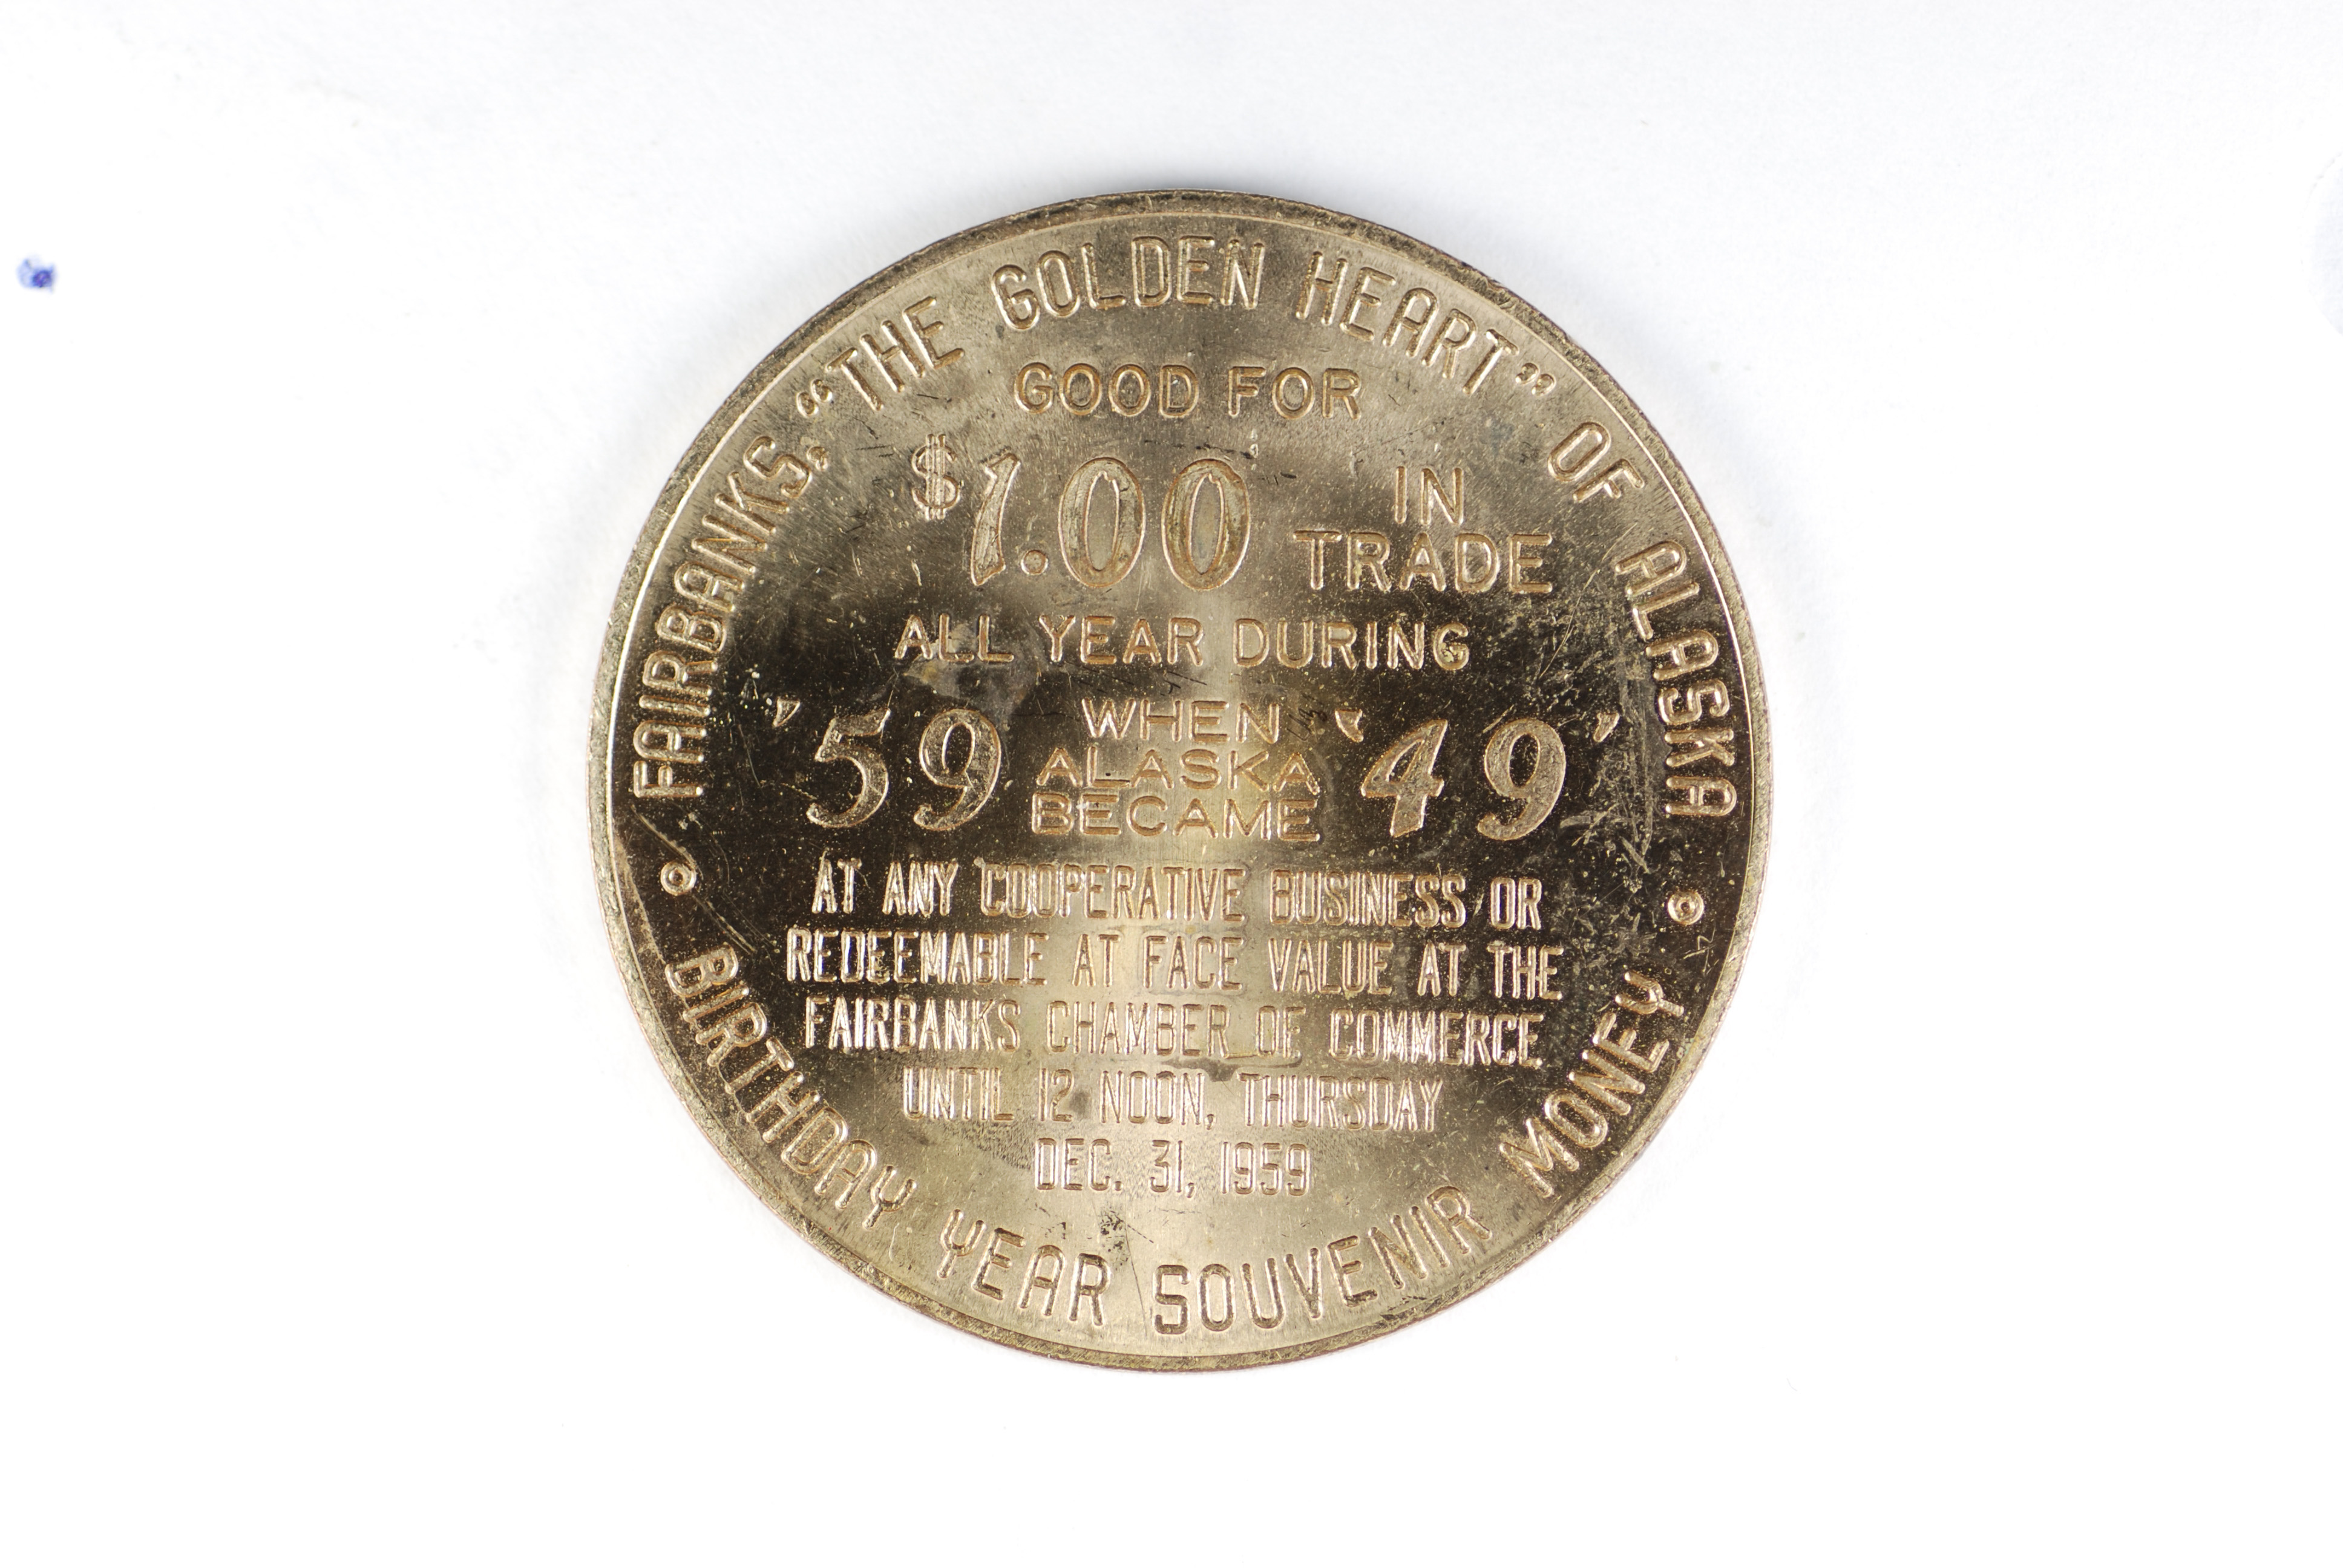 FAIRBANKS, “THE GOLDEN HEART” OF ALASKA
GOOD FOR
$1.00 IN
TRADE
ALL YEAR DURING
'59 WHEN
ALASKA
BECAME
‘49’
AT ANY COOPERATIVE BUSINESS OR
REDEEMABLE AT FACE VALUE AT THE
FAIRBANKS CHAMBER OF COMMERCE
UNTIL 12 NOON, THURSDAY
DEC. 31, 1959
BIRTHDAY YEAR SOUVENIR MONEY